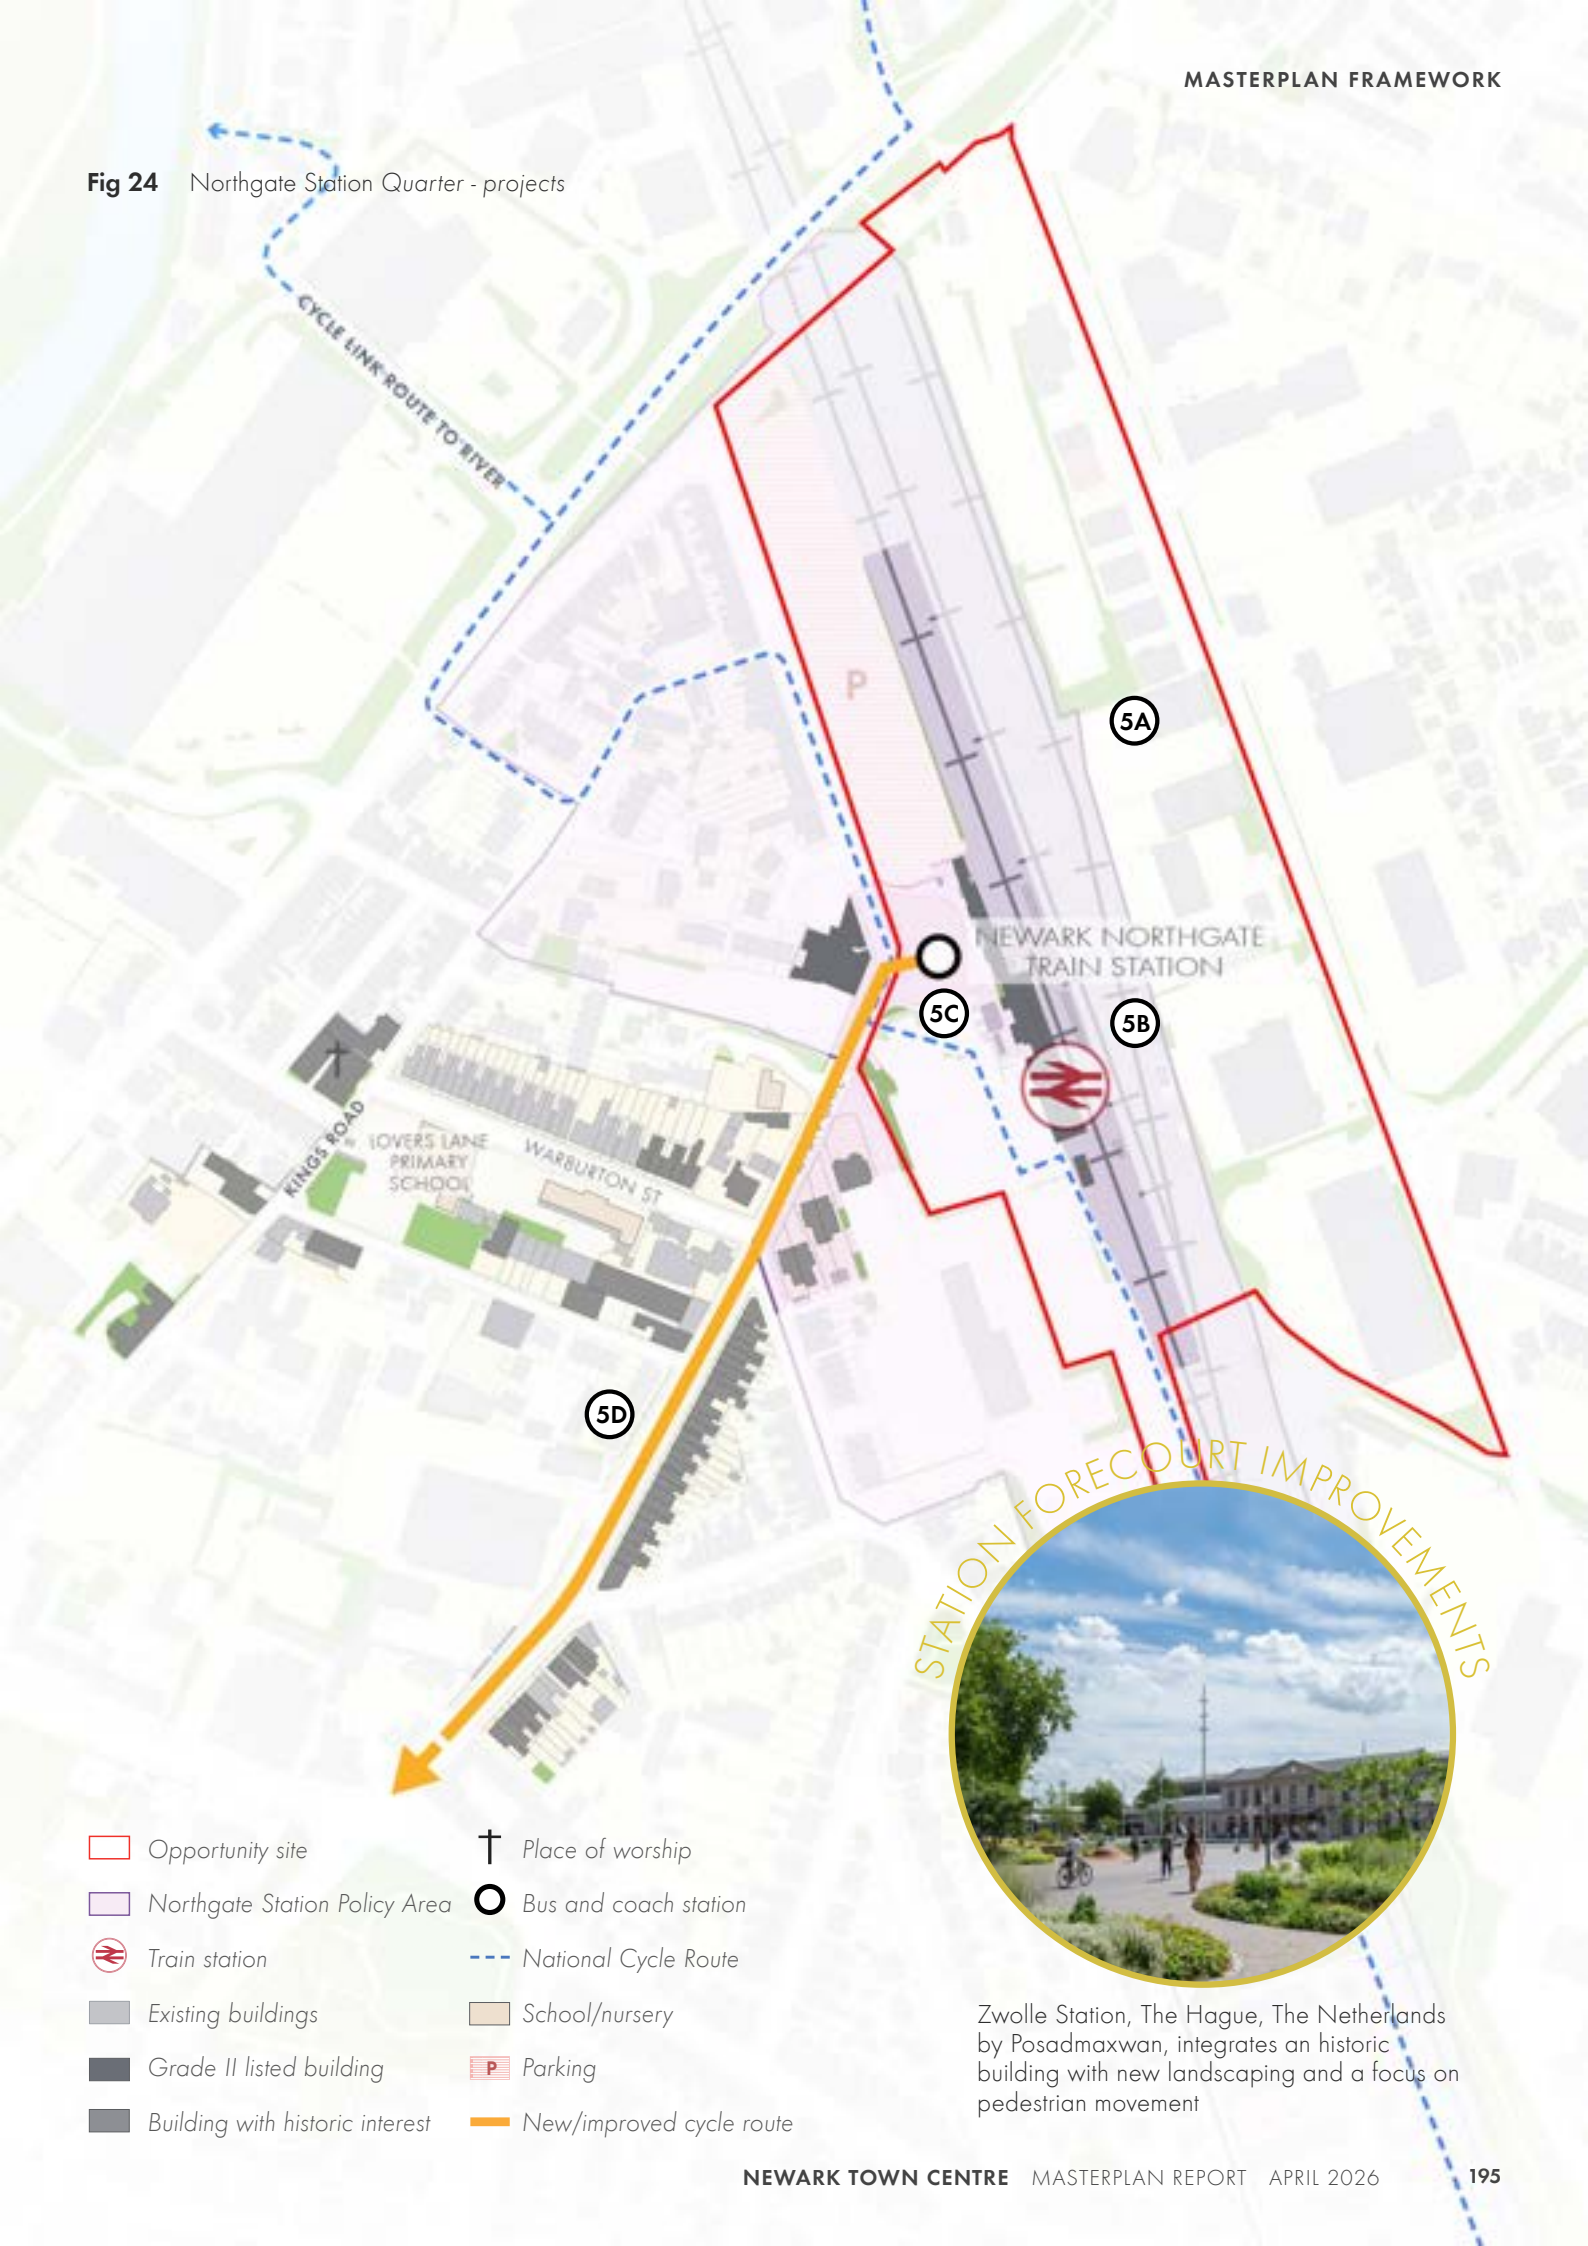 MASTERPLAN FRAMEWORK
Fig 24 Northgate Station Quarter - projects
CYCLE LINK ROUTE TO RIVER
P
5A
NEWARK NORTHGATE
TRAIN STATION
5C
5B
KINGS ROAD
LOVERS LANE
PRIMARY
SCHOOL
WARBURTON ST
5D
STATION FORECOURT IMPROVEMENTS
Opportunity site
Northgate Station Policy Area
Train station
Existing buildings
Grade II listed building
Building with historic interest
Place of worship
Bus and coach station
National Cycle Route
School/nursery
P Parking
New/improved cycle route
Zwolle Station, The Hague, The Netherlands
by Posadmaxwan, integrates an historic
building with new landscaping and a focus on
pedestrian movement
NEWARK TOWN CENTRE MASTERPLAN REPORT APRIL 2026 195